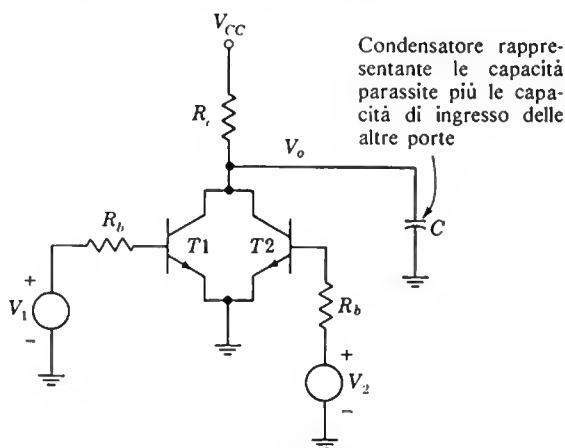 V_CC
Condensatore rappre-
sentante le capacità
parassite più le capa-
cità di ingresso delle
altre porte
R_c
V_o
R_b
T1
T2
C
+
V_1
-
R_b
+
V_2
-